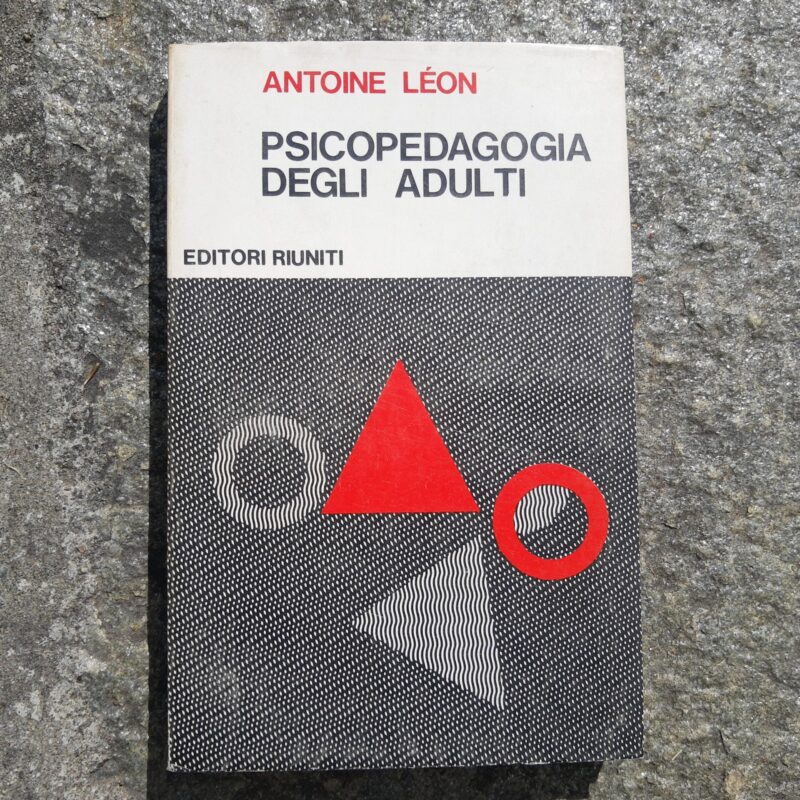 ANTOINE LÉON
PSICOPEDAGOGIA
DEGLI ADULTI
EDITORI RIUNITI